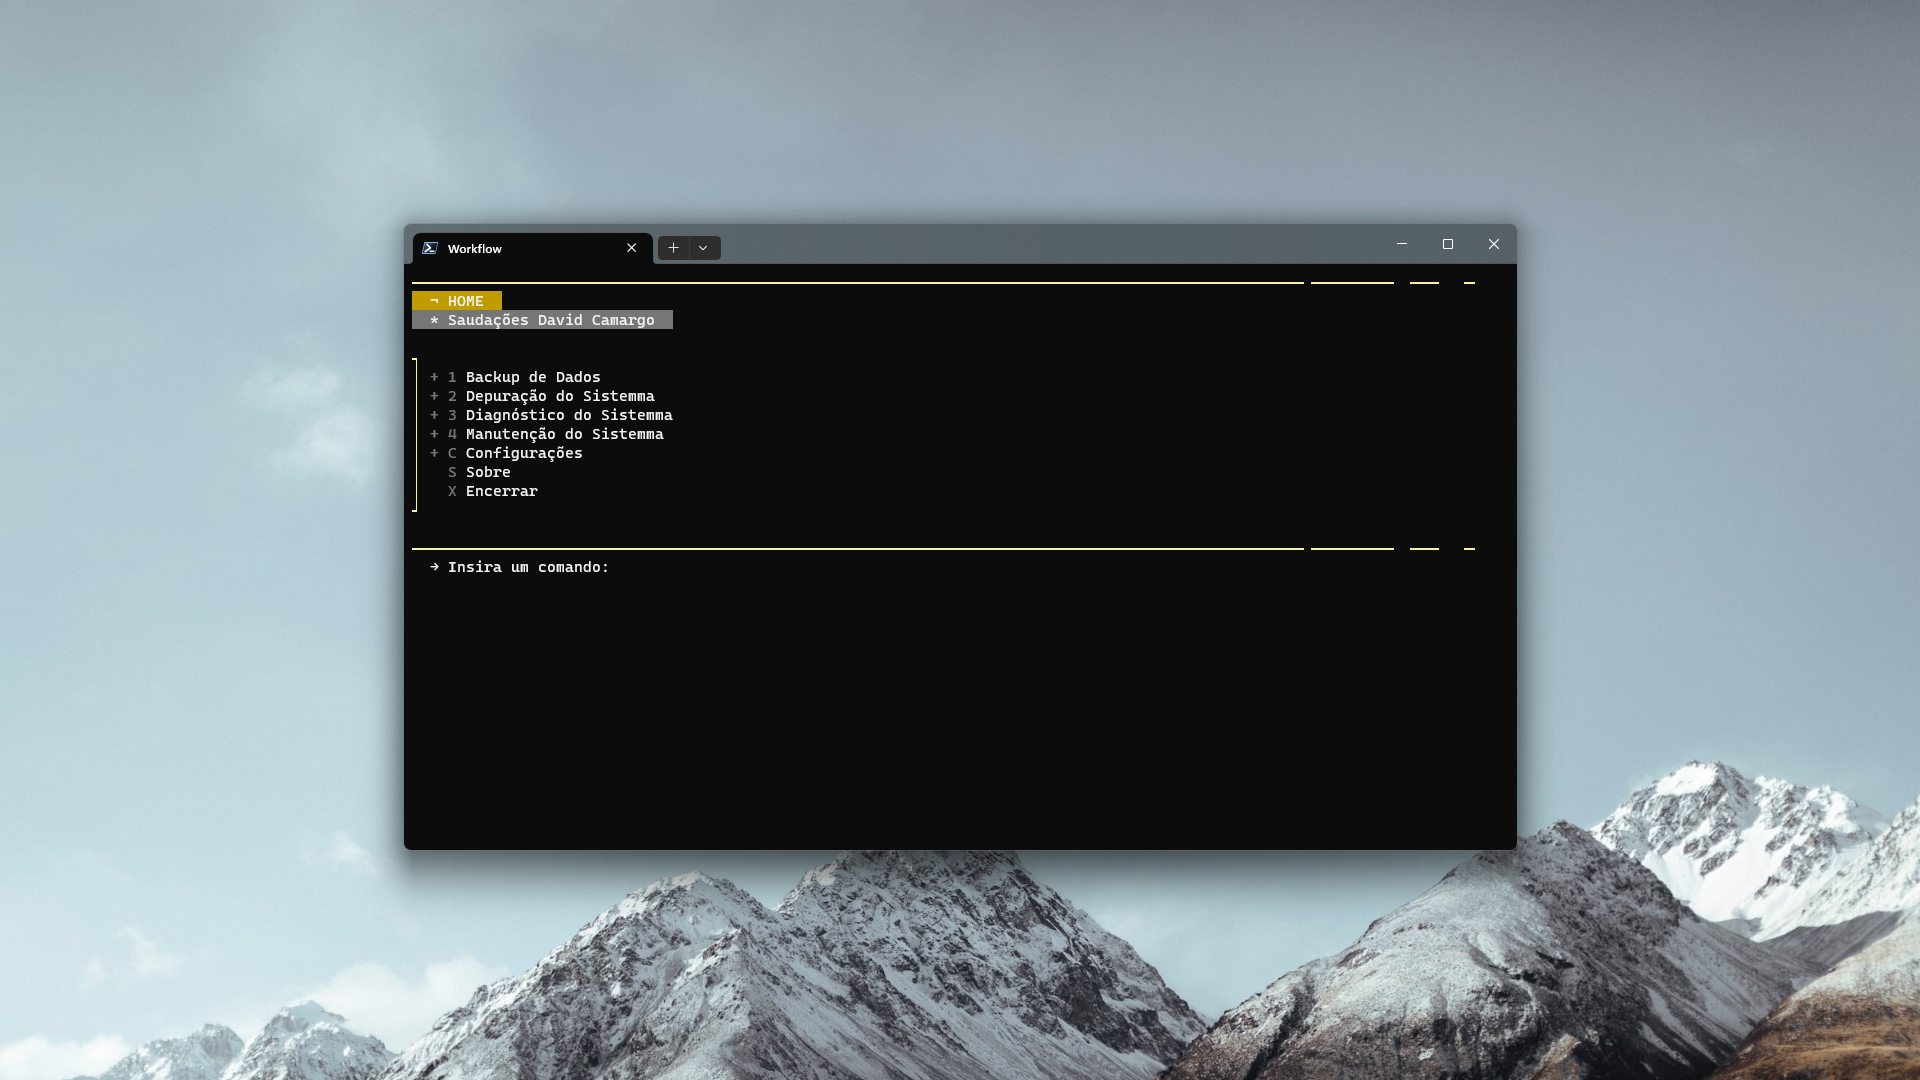 Workflow
¬ HOME
* Saudações David Camargo
+ 1 Backup de Dados
+ 2 Depuração do Sistemma
+ 3 Diagnóstico do Sistemma
+ 4 Manutenção do Sistemma
+ C Configurações
S Sobre
X Encerrar
→ Insira um comando: